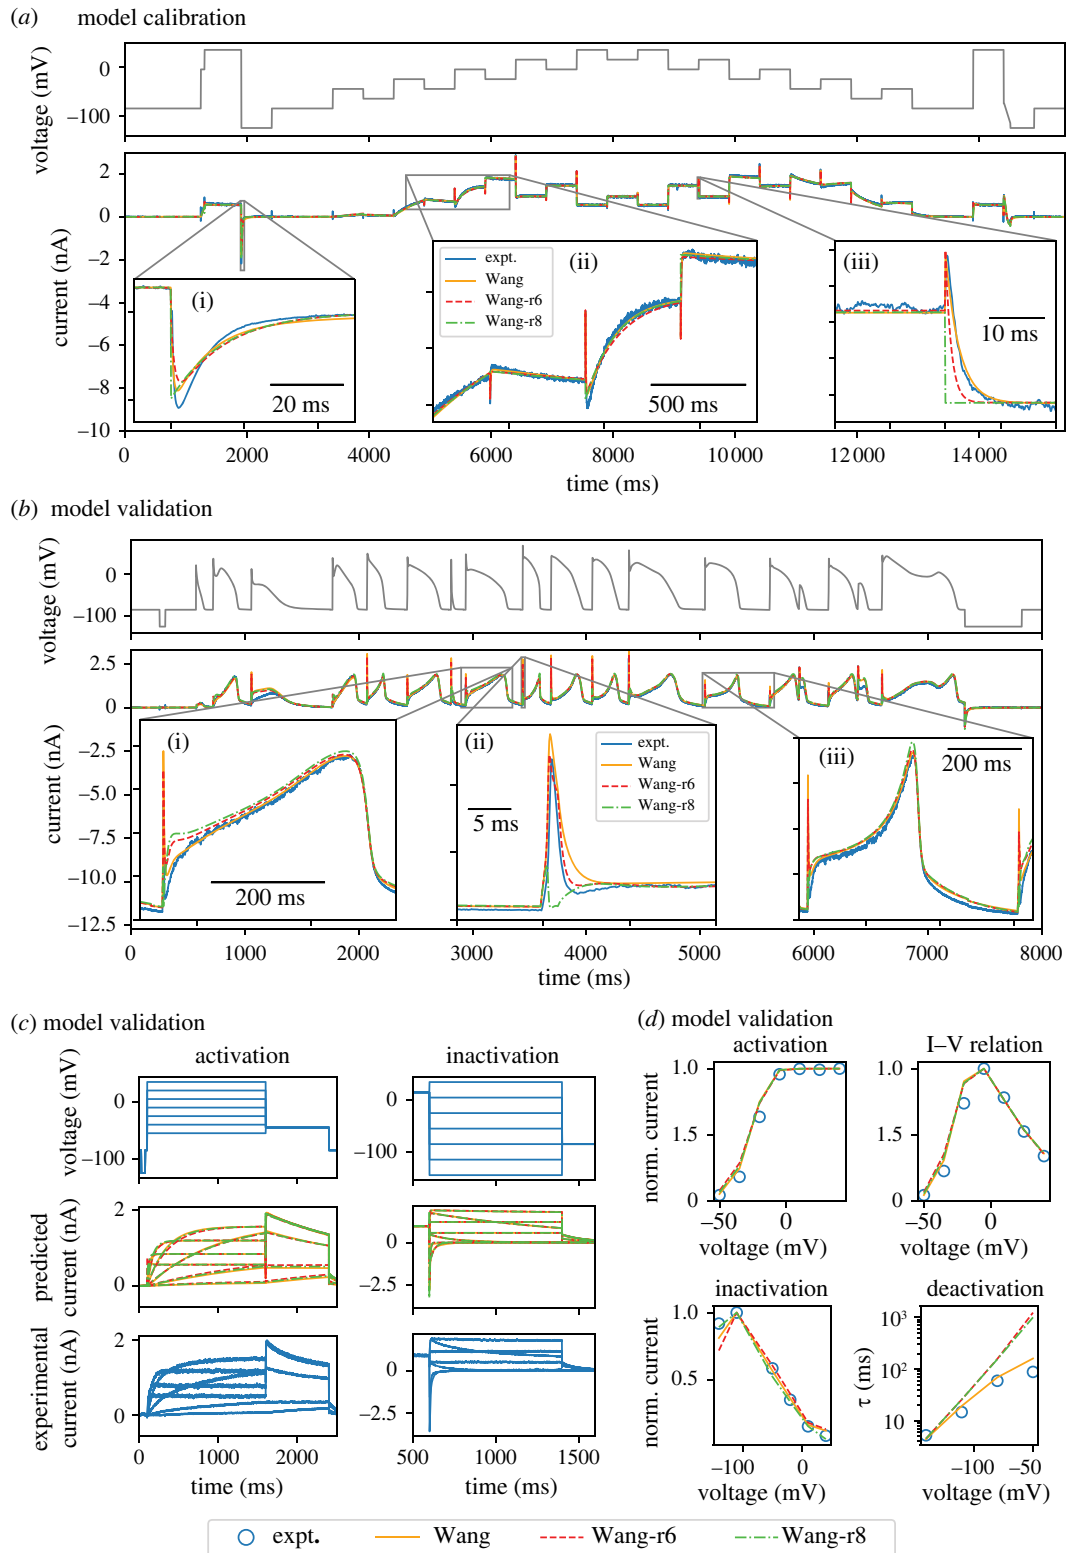 (a) model calibration
voltage (mV)
0
−100
current (nA)
2
0
−2
−4
−6
−8
−10
(i)
20 ms
expt.
Wang
Wang-r6
Wang-r8
(ii)
500 ms
(iii)
10 ms
0 2000 4000 6000 8000 10 000 12 000 14 000
time (ms)
(b) model validation
voltage (mV)
0
−100
current (nA)
2.5
0
−2.5
−5.0
−7.5
−10.0
−12.5
(i)
200 ms
(ii)
5 ms
expt.
Wang
Wang-r6
Wang-r8
(iii)
200 ms
0 1000 2000 3000 4000 5000 6000 7000 8000
time (ms)
(c) model validation
activation
inactivation
voltage (mV)
0
−100
0
−100
predicted
current (nA)
2
0
0
−2.5
experimental
current (nA)
2
0
0
−2.5
0 1000 2000
time (ms)
500 1000 1500
time (ms)
(d) model validation
activation
I–V relation
norm. current
1.0
1.5
0
−50 0
voltage (mV)
1.0
1.5
0
−50 0
voltage (mV)
inactivation
deactivation
norm. current
1.0
0.5
−100 0
voltage (mV)
τ (ms)
10³
10²
10
−100 −50
voltage (mV)
expt. Wang Wang-r6 Wang-r8